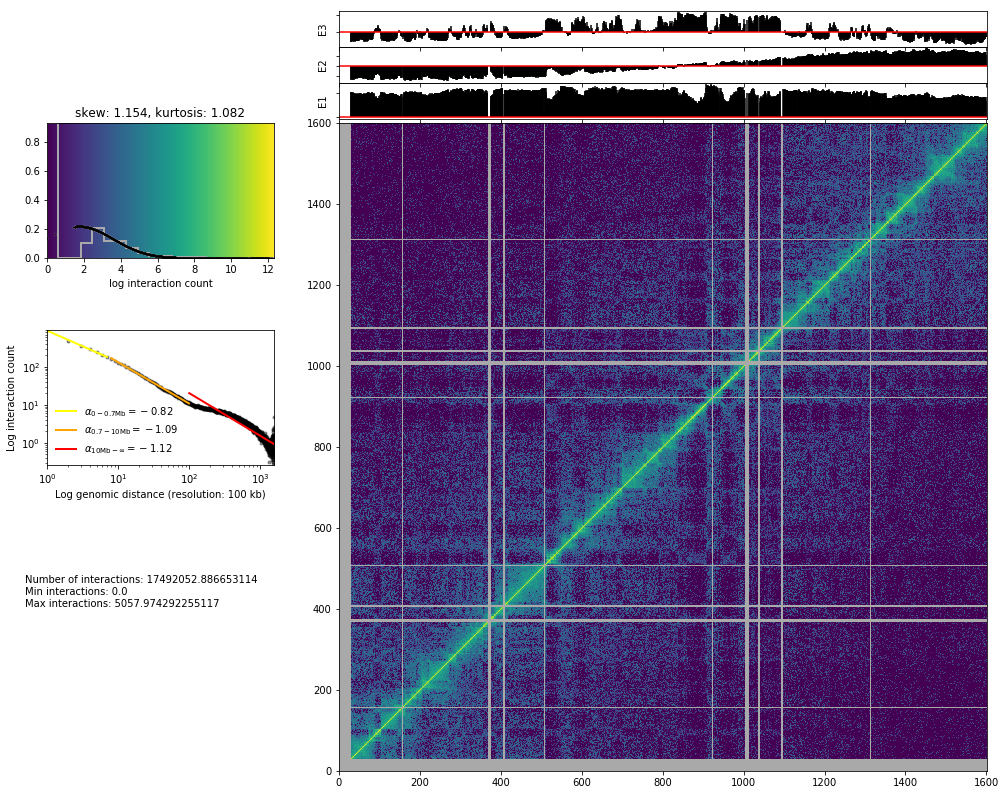 E3
E2
E1
skew: 1.154, kurtosis: 1.082
0.8
0.6
0.4
0.2
0.0
0 2 4 6 8 10 12
log interaction count
Log interaction count
10²
10¹
10⁰
α₀₋₀.₇Mb = −0.82
α₀.₇₋₁₀Mb = −1.09
α₁₀Mb₋∞ = −1.12
10⁰ 10¹ 10² 10³
Log genomic distance (resolution: 100 kb)
Number of interactions: 17492052.886653114
Min interactions: 0.0
Max interactions: 5057.974292255117
1600
1400
1200
1000
800
600
400
200
0
0 200 400 600 800 1000 1200 1400 1600